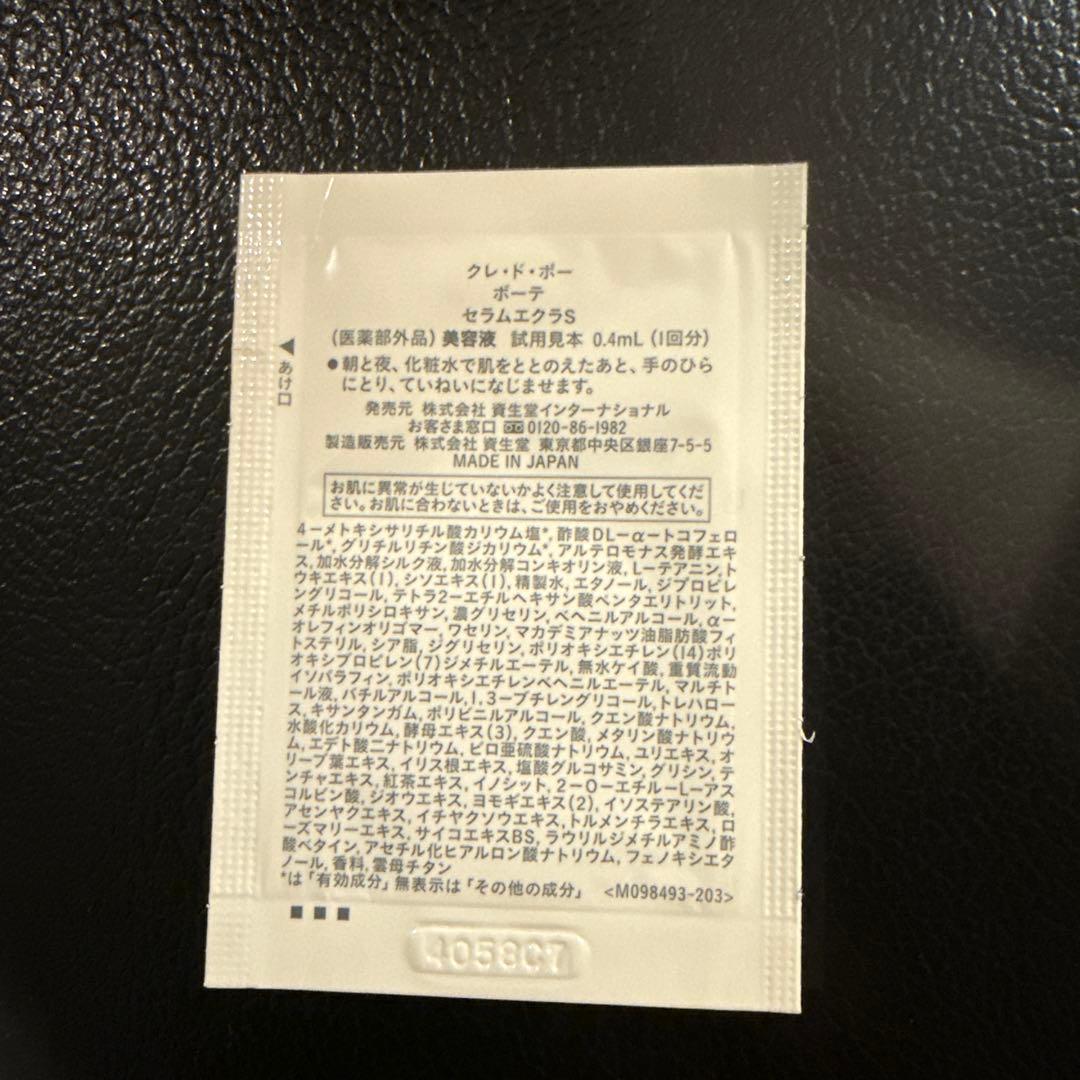 クレ・ド・ポー
ボーテ
セラムエクラS
(医薬部外品) 美容液 試用見本 0.4mL (1回分)
◀あけ口
●朝と夜、化粧水で肌をととのえたあと、手のひら
にとり、ていねいになじませます。
発売元 株式会社 資生堂インターナショナル
お客さま窓口 0120-86-1982
製造販売元 株式会社 資生堂 東京都中央区銀座7-5-5
MADE IN JAPAN
お肌に異常が生じていないかよく注意して使用してくだ
さい。お肌に合わないときは、ご使用をおやめください。
4-メトキシサリチル酸カリウム塩*, 酢酸DL-α-トコフェロ
ール*, グリチルリチン酸ジカリウム*, アルテロモナス発酵エキ
ス, 加水分解シルク液, 加水分解コンキオリン液, L-テアニン, ト
ウキエキス(1), シソエキス(1), 精製水, エタノール, ジプロピレ
ングリコール, テトラ2-エチルヘキサン酸ペンタエリトリット,
メチルポリシロキサン, 濃グリセリン, ベヘニルアルコール, α-
オレフィンオリゴマー, ワセリン, マカデミアナッツ油脂肪酸フィ
トステリル, シア脂, ジグリセリン, ポリオキシエチレン(14)ポリ
オキシプロピレン(7)ジメチルエーテル, 無水ケイ酸, 重質流動
イソパラフィン, ポリオキシエチレンベヘニルエーテル, マルチト
ール液, バチルアルコール, 1,3-ブチレングリコール, トレハロー
ス, キサンタンガム, ポリビニルアルコール, クエン酸ナトリウム,
水酸化カリウム, 酵母エキス(3), クエン酸, メタリン酸ナトリウ
ム, エデト酸二ナトリウム, ピロ亜硫酸ナトリウム, ユリエキス, オ
リーブ葉エキス, イリス根エキス, 塩酸グルコサミン, グリシン, テ
ンチャエキス, 紅茶エキス, イノシット, 2-O-エチル-L-アス
コルビン酸, ジオウエキス, ヨモギエキス(2), イソステアリン酸,
アセンヤクエキス, イチヤクソウエキス, トルメンチラエキス, ロ
ーズマリーエキス, サイコエキスBS, ラウリルジメチルアミノ酢
酸ベタイン, アセチル化ヒアルロン酸ナトリウム, フェノキシエタ
ノール, 香料, 雲母チタン
*は「有効成分」無表示は「その他の成分」 <M098493-203>
4058C7